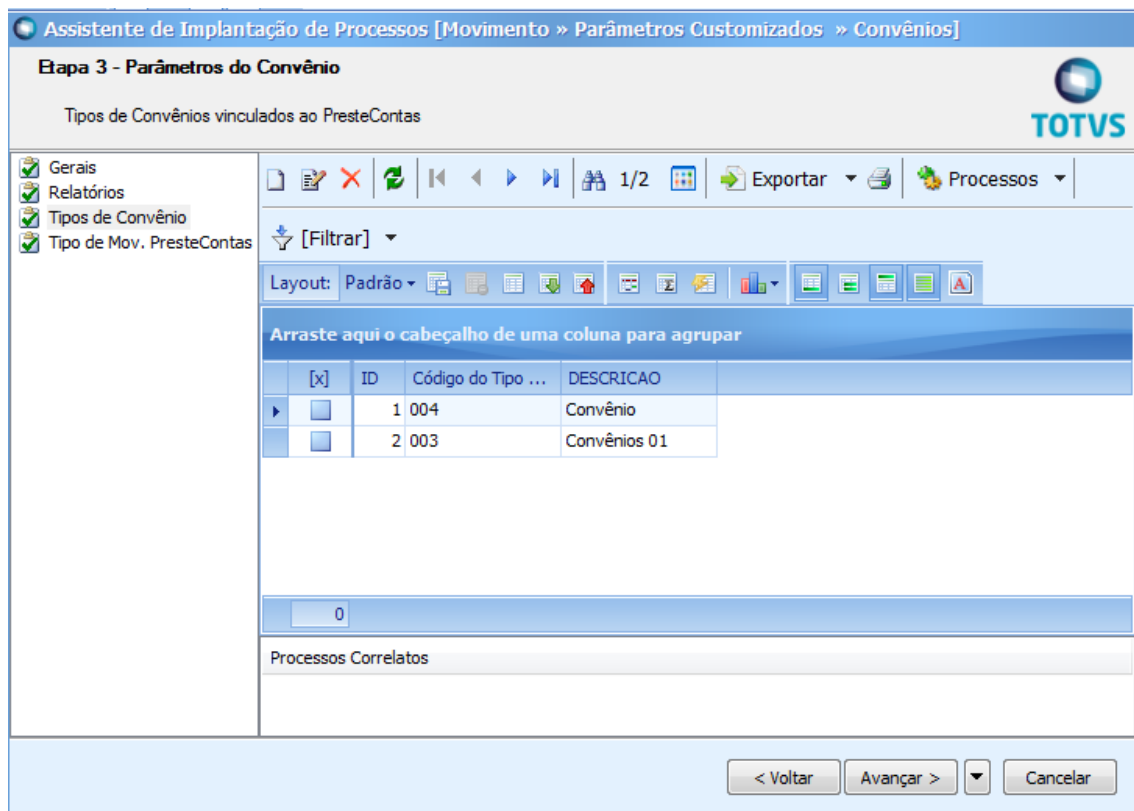 Assistente de Implantação de Processos [Movimento » Parâmetros Customizados » Convênios]
Etapa 3 - Parâmetros do Convênio
Tipos de Convênios vinculados ao PresteContas
TOTVS
Gerais
Relatórios
Tipos de Convênio
Tipo de Mov. PresteContas
1/2 Exportar Processos
[Filtrar]
Layout: Padrão
Arraste aqui o cabeçalho de uma coluna para agrupar
[x] ID Código do Tipo ... DESCRICAO
1 004 Convênio
2 003 Convênios 01
0
Processos Correlatos
< Voltar Avançar > Cancelar